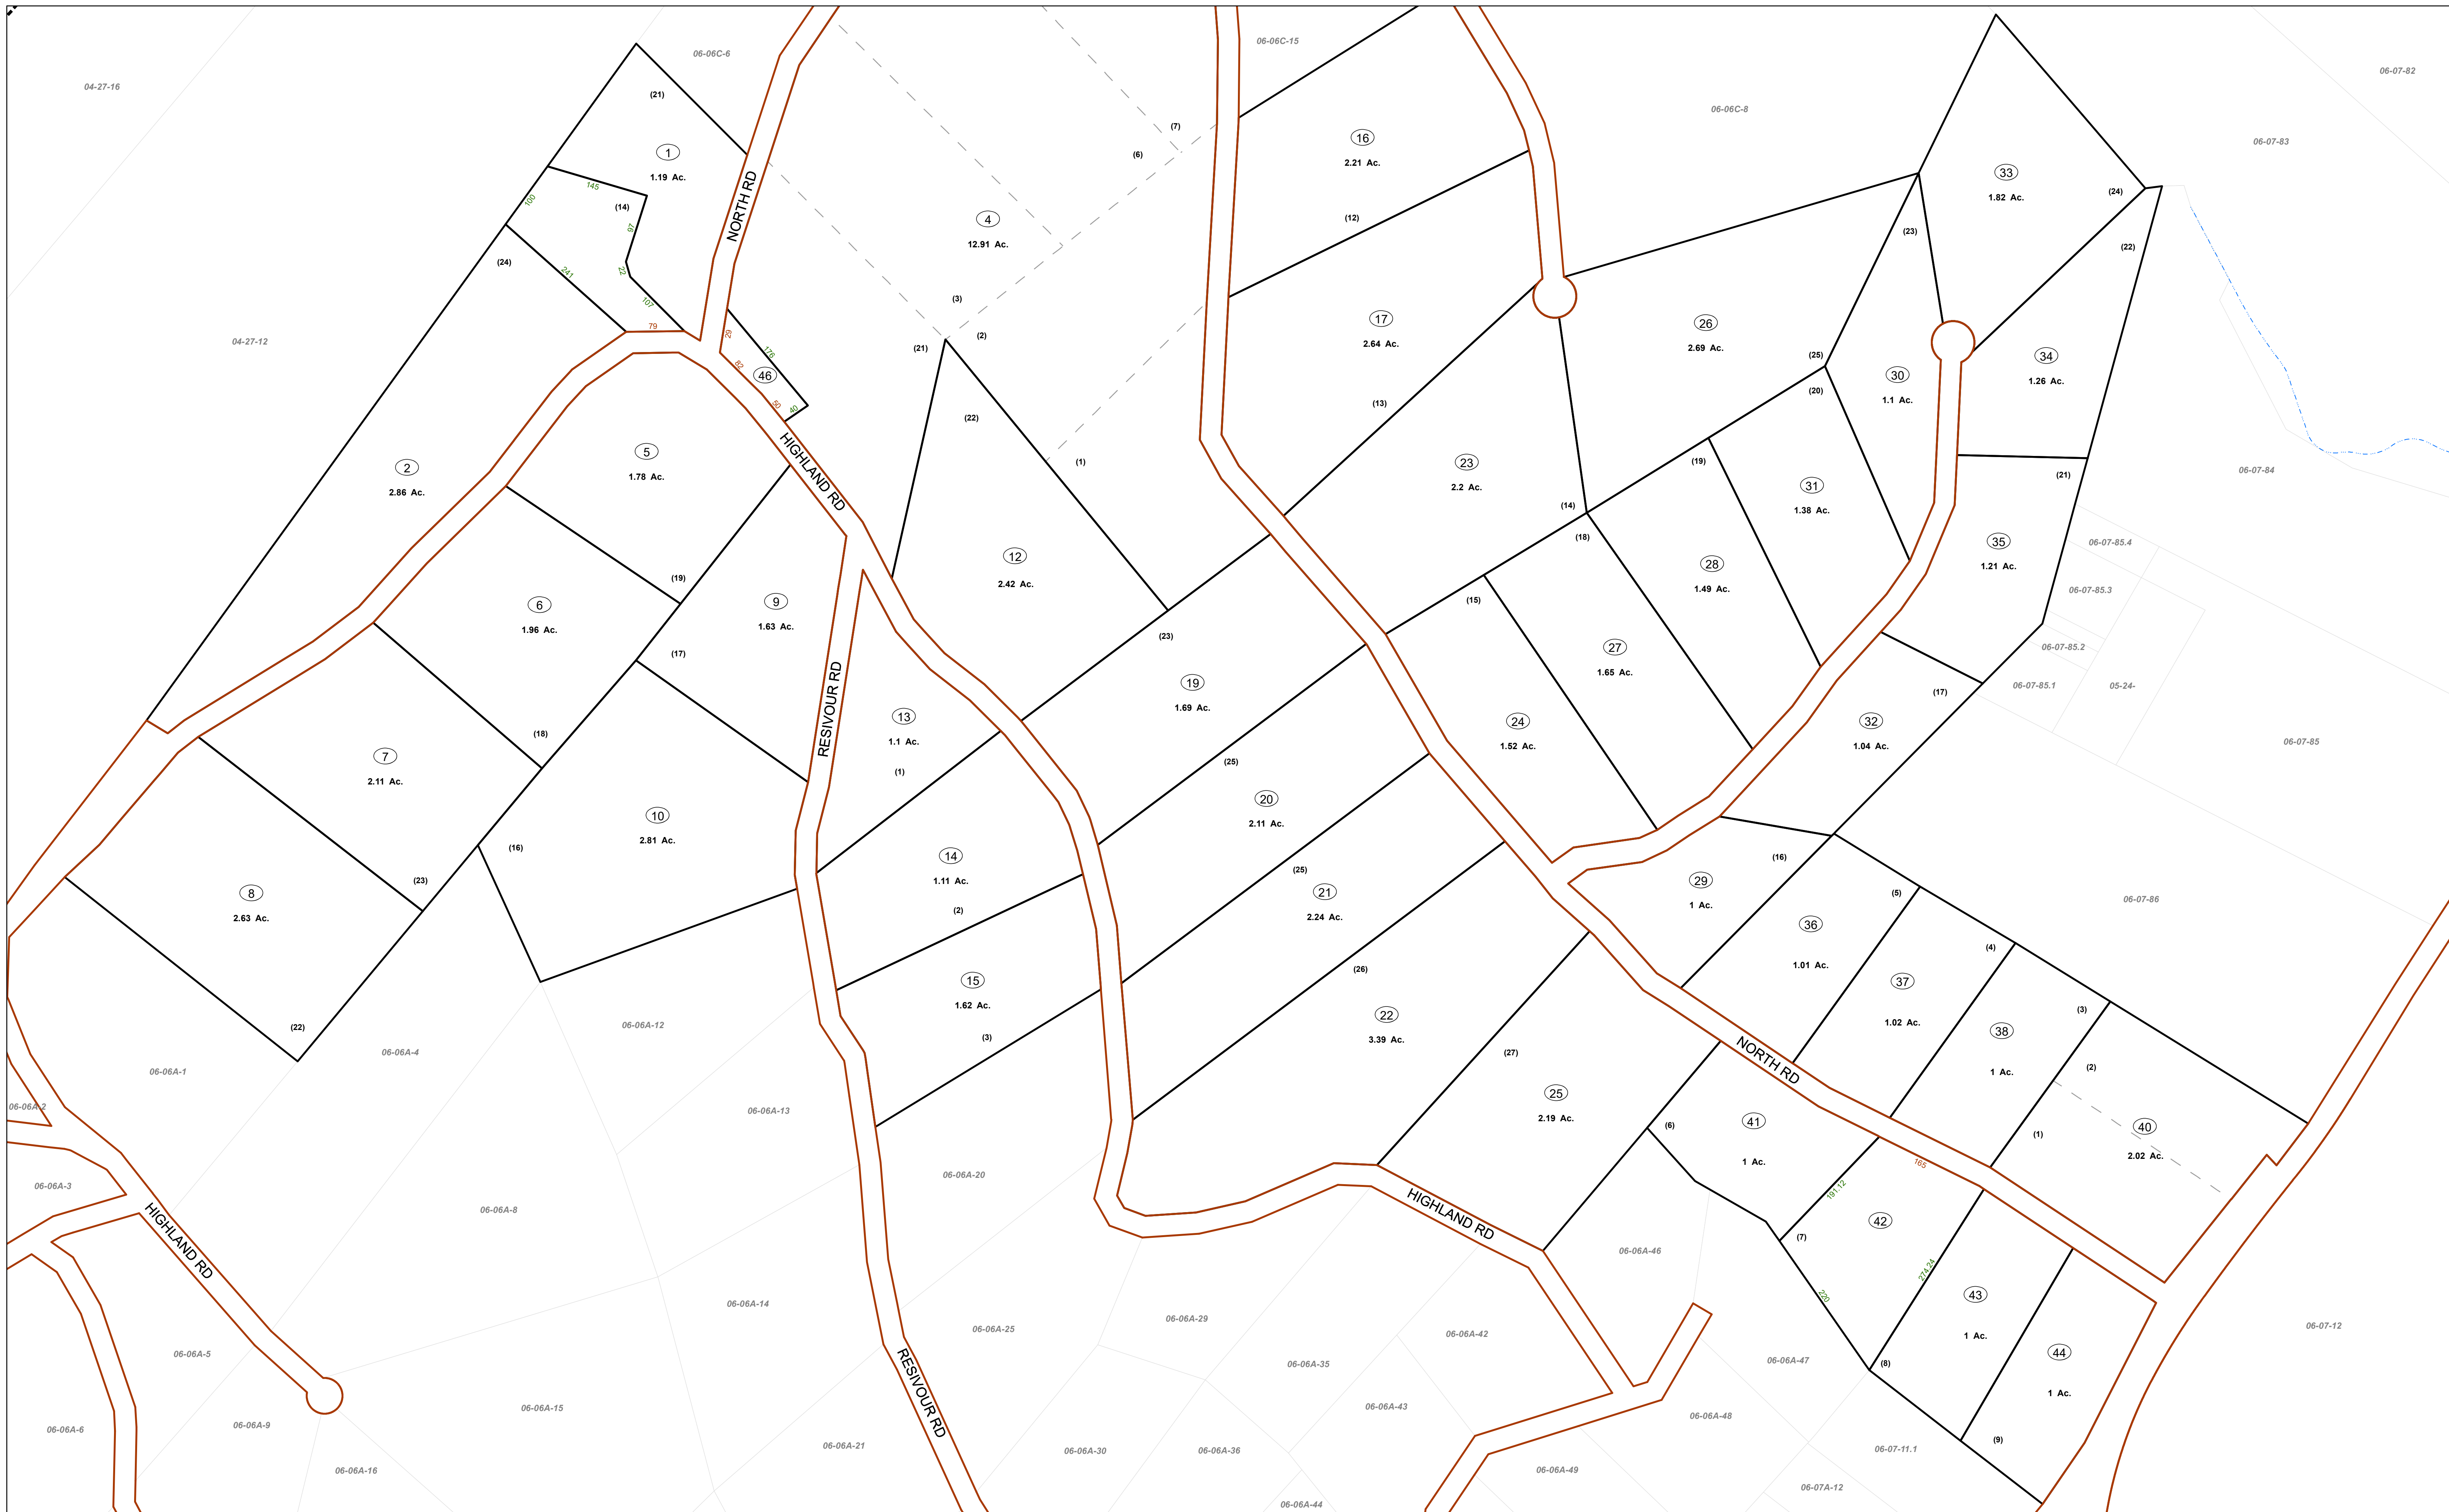 06-06C-15
06-06C-6
06-07-82
04-27-16
(21)
06-06C-8
(7)
16
06-07-83
1
(6)
2.21 Ac.
33
1.19 Ac.
145
(24)
1.82 Ac.
100
(14)
NORTH RD
4
(12)
97
12.91 Ac.
(23)
(22)
(24)
241
22
107
(3)
17
26
79
29
(2)
2.64 Ac.
2.69 Ac.
04-27-12
(21)
176
(25)
34
82
46
30
1.26 Ac.
50
40
(13)
(20)
1.1 Ac.
(22)
HIGHLAND RD
5
(1)
23
(19)
2
1.78 Ac.
2.2 Ac.
(21)
06-07-84
2.86 Ac.
31
(14)
1.38 Ac.
(18)
35
06-07-85.4
12
28
1.21 Ac.
(19)
2.42 Ac.
1.49 Ac.
06-07-85.3
6
9
(15)
1.96 Ac.
1.63 Ac.
(23)
27
06-07-85.2
(17)
1.65 Ac.
19
06-07-85.1
05-24-
RESIVOUR RD
1.69 Ac.
(17)
13
24
32
(18)
1.1 Ac.
1.52 Ac.
1.04 Ac.
06-07-85
7
2.11 Ac.
(1)
(25)
20
10
2.11 Ac.
2.81 Ac.
(16)
14
(16)
(25)
1.11 Ac.
(23)
29
8
21
(5)
06-07-86
2.63 Ac.
(2)
2.24 Ac.
1 Ac.
36
(4)
(26)
1.01 Ac.
15
37
1.62 Ac.
(3)
22
1.02 Ac.
38
(22)
06-06A-12
(3)
3.39 Ac.
NORTH RD
06-06A-4
(27)
(2)
06-06A-1
1 Ac.
25
06-06A-2
06-06A-13
2.19 Ac.
41
(6)
40
(1)
2.02 Ac.
1 Ac.
165
06-06A-20
06-06A-3
191.12
HIGHLAND RD
06-06A-8
42
HIGHLAND RD
(7)
06-06A-46
274.24
220
43
06-06A-14
06-06A-29
06-06A-25
06-06A-42
1 Ac.
06-07-12
06-06A-5
44
06-06A-35
06-06A-47
(8)
RESIVOUR RD
1 Ac.
06-06A-15
06-06A-43
06-06A-48
06-06A-9
06-06A-6
(9)
06-06A-21
06-06A-30
06-06A-36
06-07-11.1
06-06A-16
06-06A-49
06-07A-12
06-06A-44